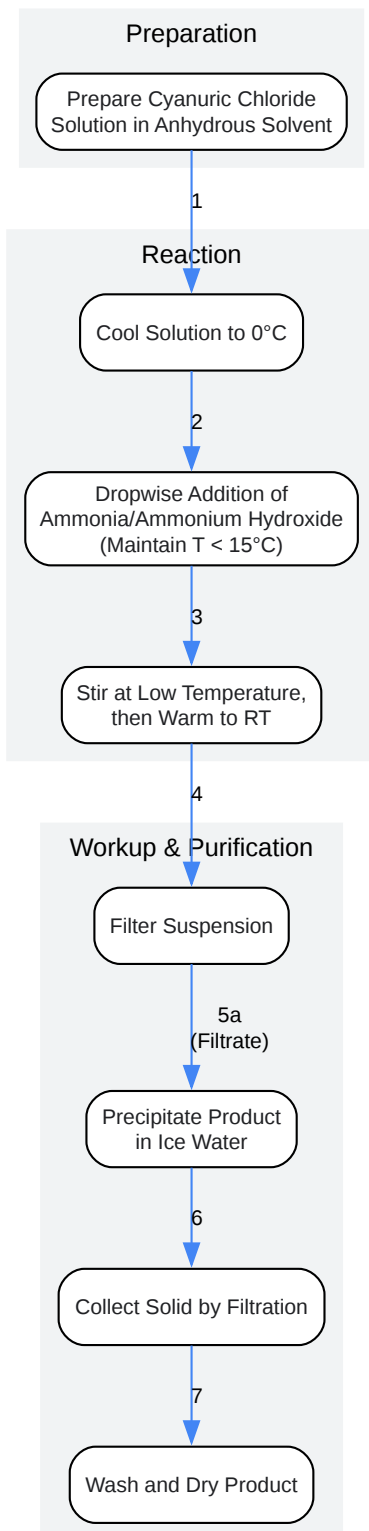 Preparation
Prepare Cyanuric Chloride
Solution in Anhydrous Solvent
1
Reaction
Cool Solution to 0°C
2
Dropwise Addition of
Ammonia/Ammonium Hydroxide
(Maintain T < 15°C)
3
Stir at Low Temperature,
then Warm to RT
4
Workup & Purification
Filter Suspension
5a
(Filtrate)
Precipitate Product
in Ice Water
6
Collect Solid by Filtration
7
Wash and Dry Product